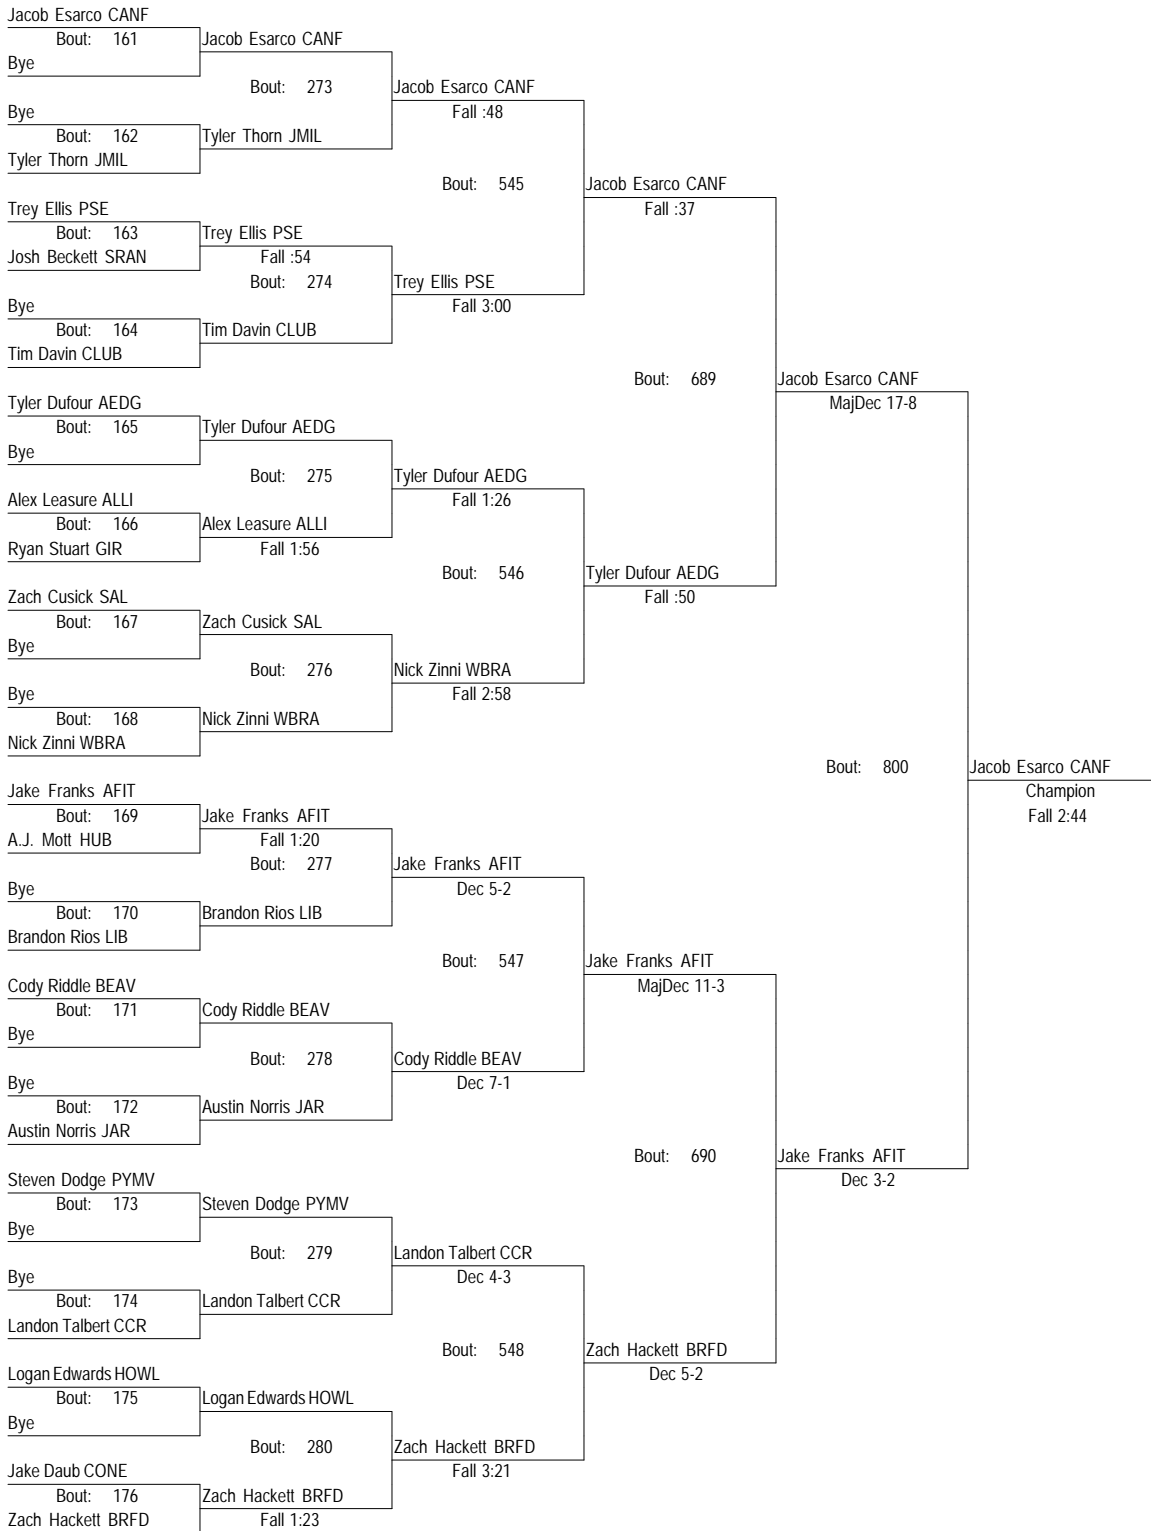 Jacob Esarco CANF
Bout: 161
Jacob Esarco CANF
Bye
Bout: 273
Jacob Esarco CANF
Bye
Fall :48
Bout: 162
Tyler Thorn JMIL
Tyler Thorn JMIL
Bout: 545
Jacob Esarco CANF
Trey Ellis PSE
Fall :37
Bout: 163
Trey Ellis PSE
Josh Beckett SRAN
Fall :54
Bout: 274
Trey Ellis PSE
Bye
Fall 3:00
Bout: 164
Tim Davin CLUB
Tim Davin CLUB
Bout: 689
Jacob Esarco CANF
Tyler Dufour AEDG
MajDec 17-8
Bout: 165
Tyler Dufour AEDG
Bye
Bout: 275
Tyler Dufour AEDG
Alex Leasure ALLI
Fall 1:26
Bout: 166
Alex Leasure ALLI
Ryan Stuart GIR
Fall 1:56
Bout: 546
Tyler Dufour AEDG
Zach Cusick SAL
Fall :50
Bout: 167
Zach Cusick SAL
Bye
Bout: 276
Nick Zinni WBRA
Bye
Fall 2:58
Bout: 168
Nick Zinni WBRA
Nick Zinni WBRA
Bout: 800
Jacob Esarco CANF
Jake Franks AFIT
Champion
Bout: 169
Jake Franks AFIT
Fall 2:44
A.J. Mott HUB
Fall 1:20
Bout: 277
Jake Franks AFIT
Bye
Dec 5-2
Bout: 170
Brandon Rios LIB
Brandon Rios LIB
Bout: 547
Jake Franks AFIT
Cody Riddle BEAV
MajDec 11-3
Bout: 171
Cody Riddle BEAV
Bye
Bout: 278
Cody Riddle BEAV
Bye
Dec 7-1
Bout: 172
Austin Norris JAR
Austin Norris JAR
Bout: 690
Jake Franks AFIT
Steven Dodge PYMV
Dec 3-2
Bout: 173
Steven Dodge PYMV
Bye
Bout: 279
Landon Talbert CCR
Bye
Dec 4-3
Bout: 174
Landon Talbert CCR
Landon Talbert CCR
Bout: 548
Zach Hackett BRFD
Logan Edwards HOWL
Dec 5-2
Bout: 175
Logan Edwards HOWL
Bye
Bout: 280
Zach Hackett BRFD
Jake Daub CONE
Fall 3:21
Bout: 176
Zach Hackett BRFD
Zach Hackett BRFD
Fall 1:23